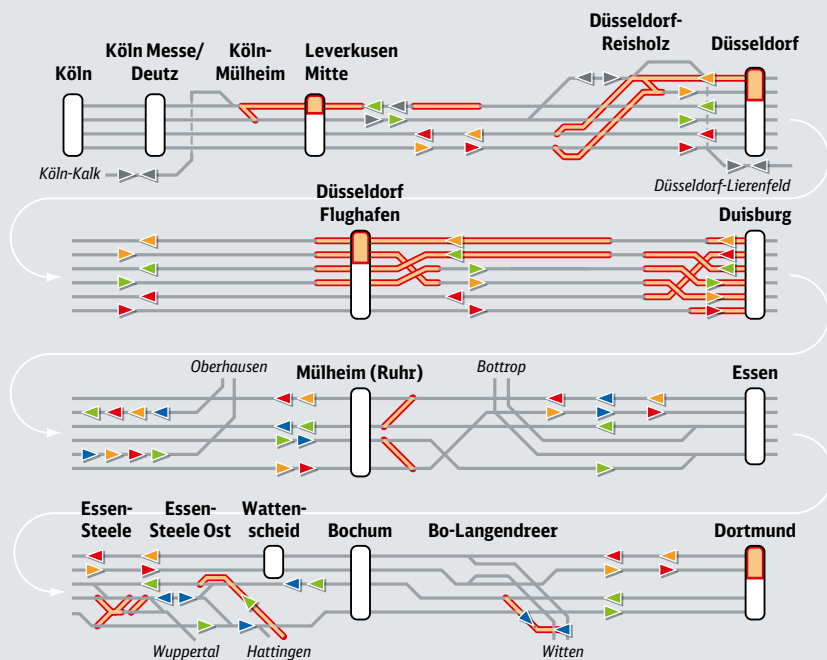 Köln
Köln Messe/
Deutz
Köln-
Mülheim
Leverkusen
Mitte
Düsseldorf-
Reisholz
Düsseldorf
Köln-Kalk
Düsseldorf-Lierenfeld
Düsseldorf
Flughafen
Duisburg
Oberhausen
Mülheim (Ruhr)
Bottrop
Essen
Essen-
Steele
Essen-
Steele Ost
Watten-
scheid
Bochum
Bo-Langendreer
Dortmund
Wuppertal
Hattingen
Witten